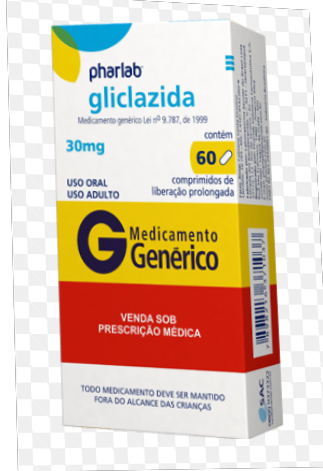 pharlab
gliclazida
Medicamento genérico Lei nº 9.787, de 1999
30mg
contém
60
comprimidos de
liberação prolongada
USO ORAL
USO ADULTO
G Medicamento
Genérico
VENDA SOB
PRESCRIÇÃO MÉDICA
TODO MEDICAMENTO DEVE SER MANTIDO
FORA DO ALCANCE DAS CRIANÇAS
SAC